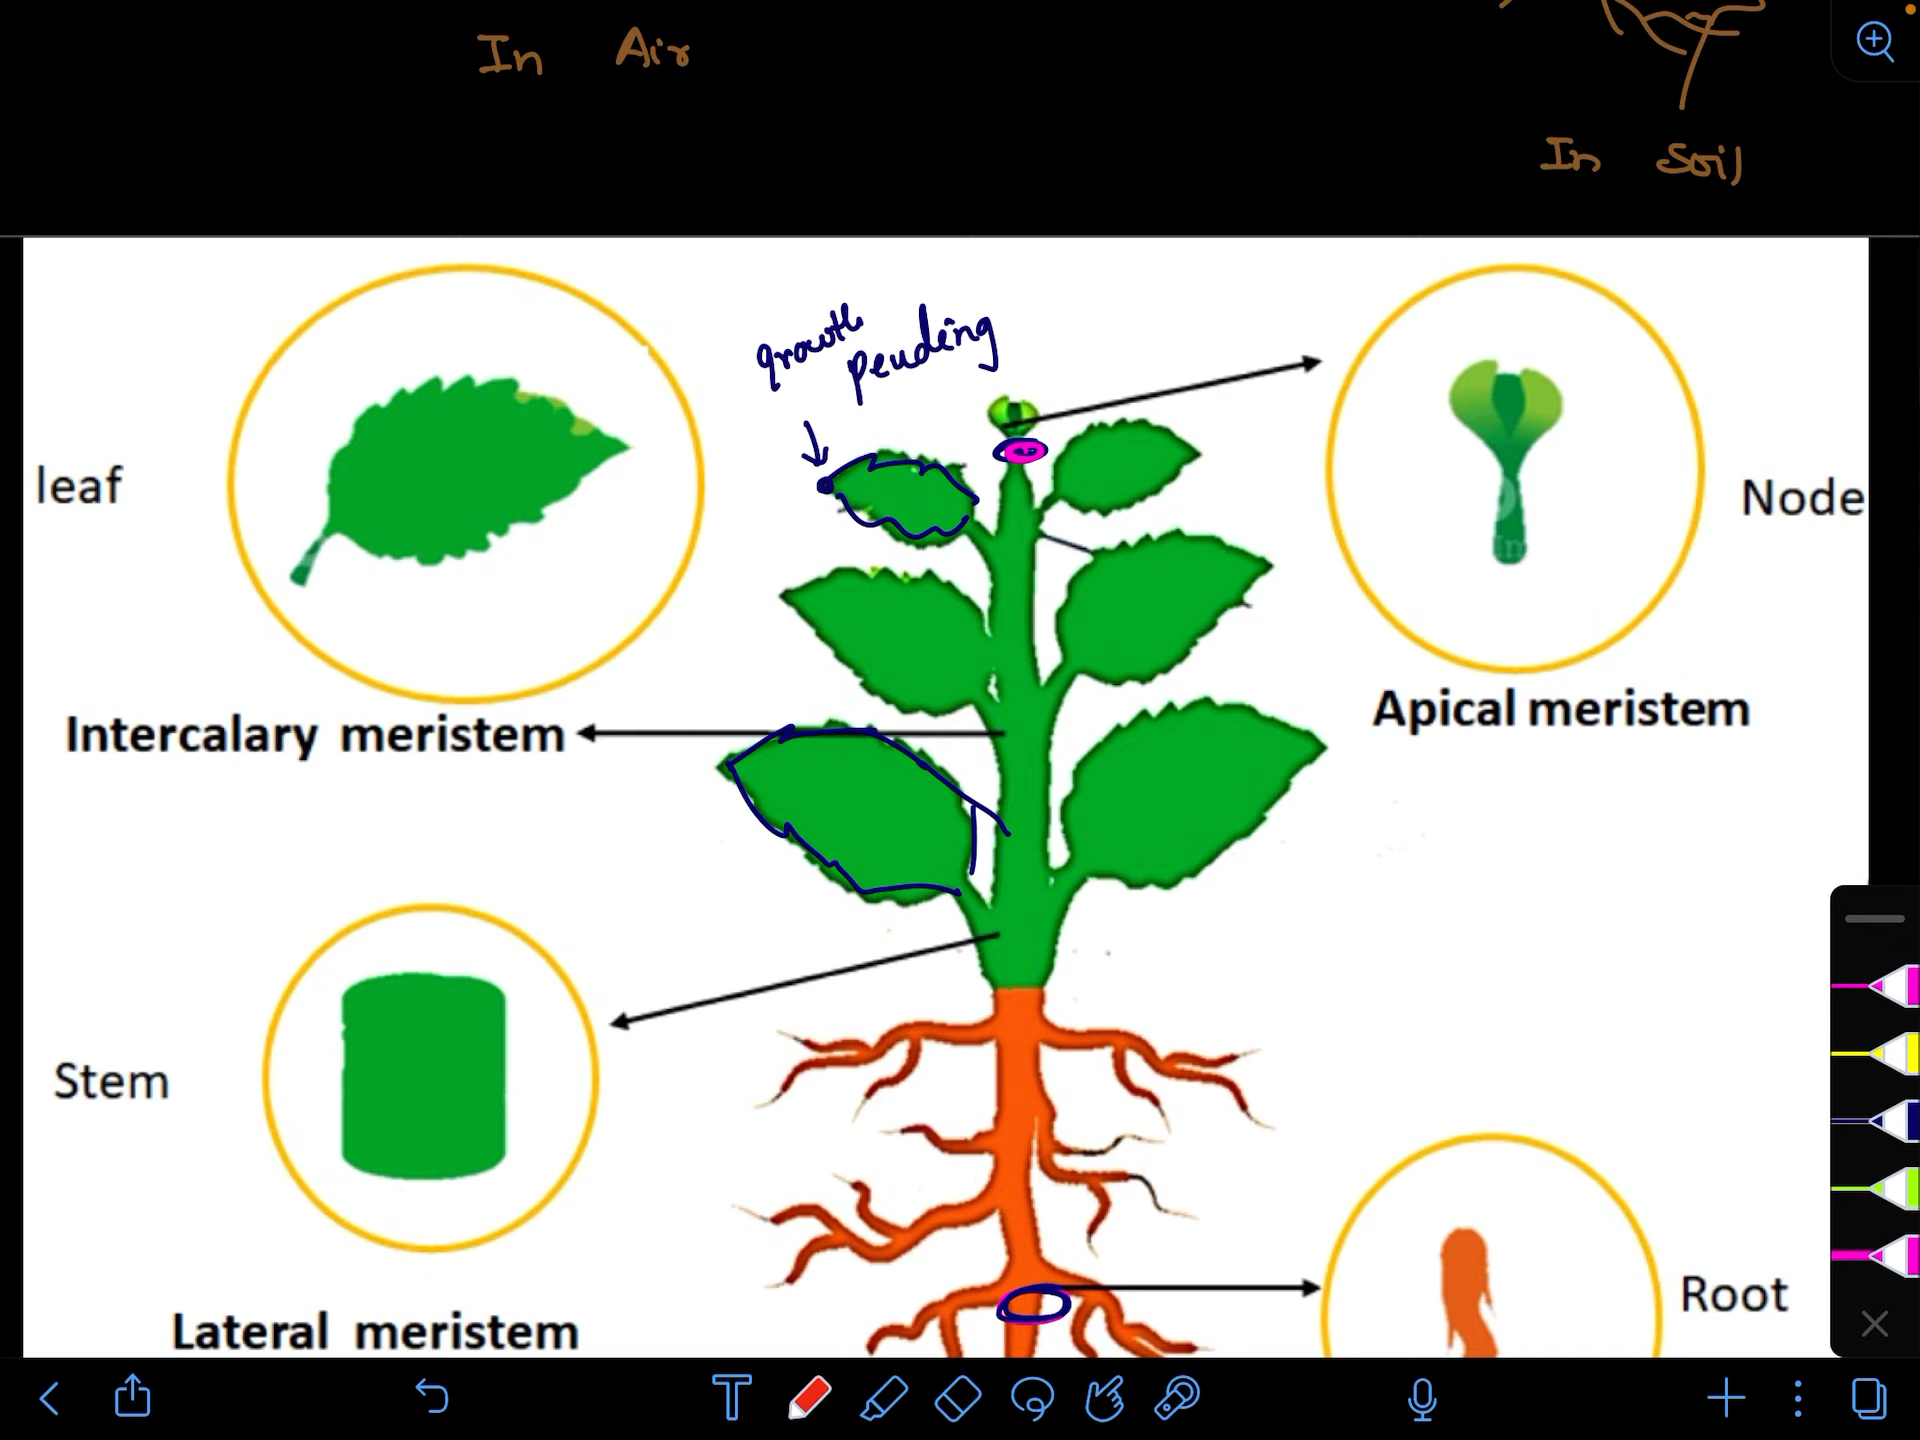 In Air
In Soil
growth
pending
leaf
Node
Intercalary meristem
Apical meristem
Stem
Lateral meristem
Root